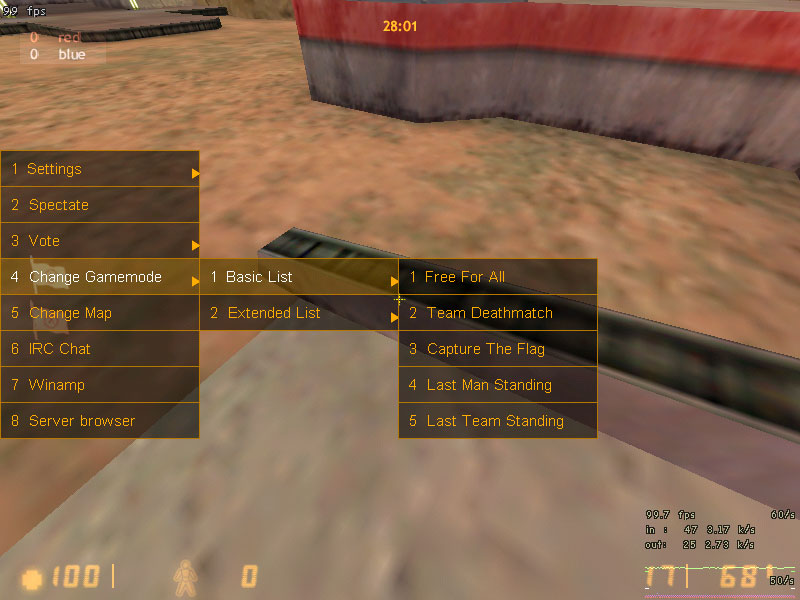 99 fps
28:01
0 red
0 blue
1 Settings
2 Spectate
3 Vote
4 Change Gamemode
5 Change Map
6 IRC Chat
7 Winamp
8 Server browser
1 Basic List
2 Extended List
1 Free For All
2 Team Deathmatch
3 Capture The Flag
4 Last Man Standing
5 Last Team Standing
99.7 fps 60/s
in : 47 3.17 k/s
out: 25 2.73 k/s
100 0 17 68
50/s